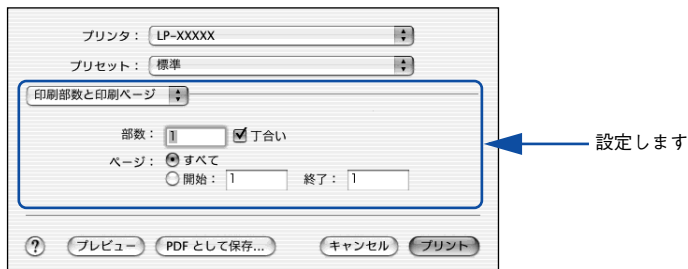 プリンタ： LP-XXXXX
プリセット： 標準
印刷部数と印刷ページ
部数： 1 丁合い
ページ： すべて
開始： 1 終了： 1
設定します
? プレビュー PDF として保存... キャンセル プリント